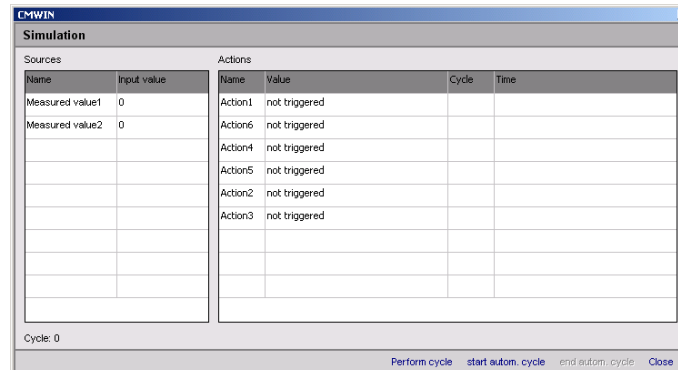 CMWIN
Simulation
Sources Actions
Name Input value Name Value Cycle Time
Measured value1 0 Action1 not triggered
Measured value2 0 Action6 not triggered
Action4 not triggered
Action5 not triggered
Action2 not triggered
Action3 not triggered
Cycle: 0
Perform cycle start autom. cycle end autom. cycle Close